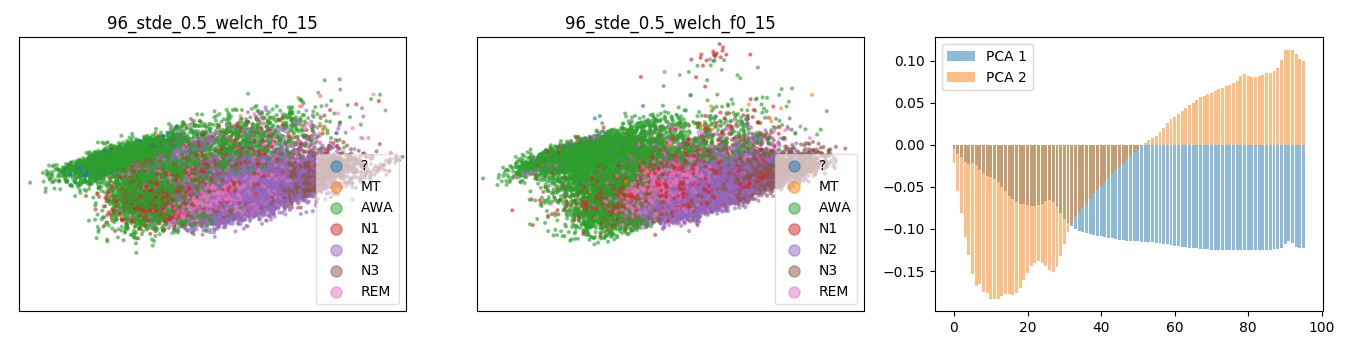 96_stde_0.5_welch_f0_15
?
MT
AWA
N1
N2
N3
REM
96_stde_0.5_welch_f0_15
?
MT
AWA
N1
N2
N3
REM
PCA 1
PCA 2
0.10
0.05
0.00
−0.05
−0.10
−0.15
0 20 40 60 80 100